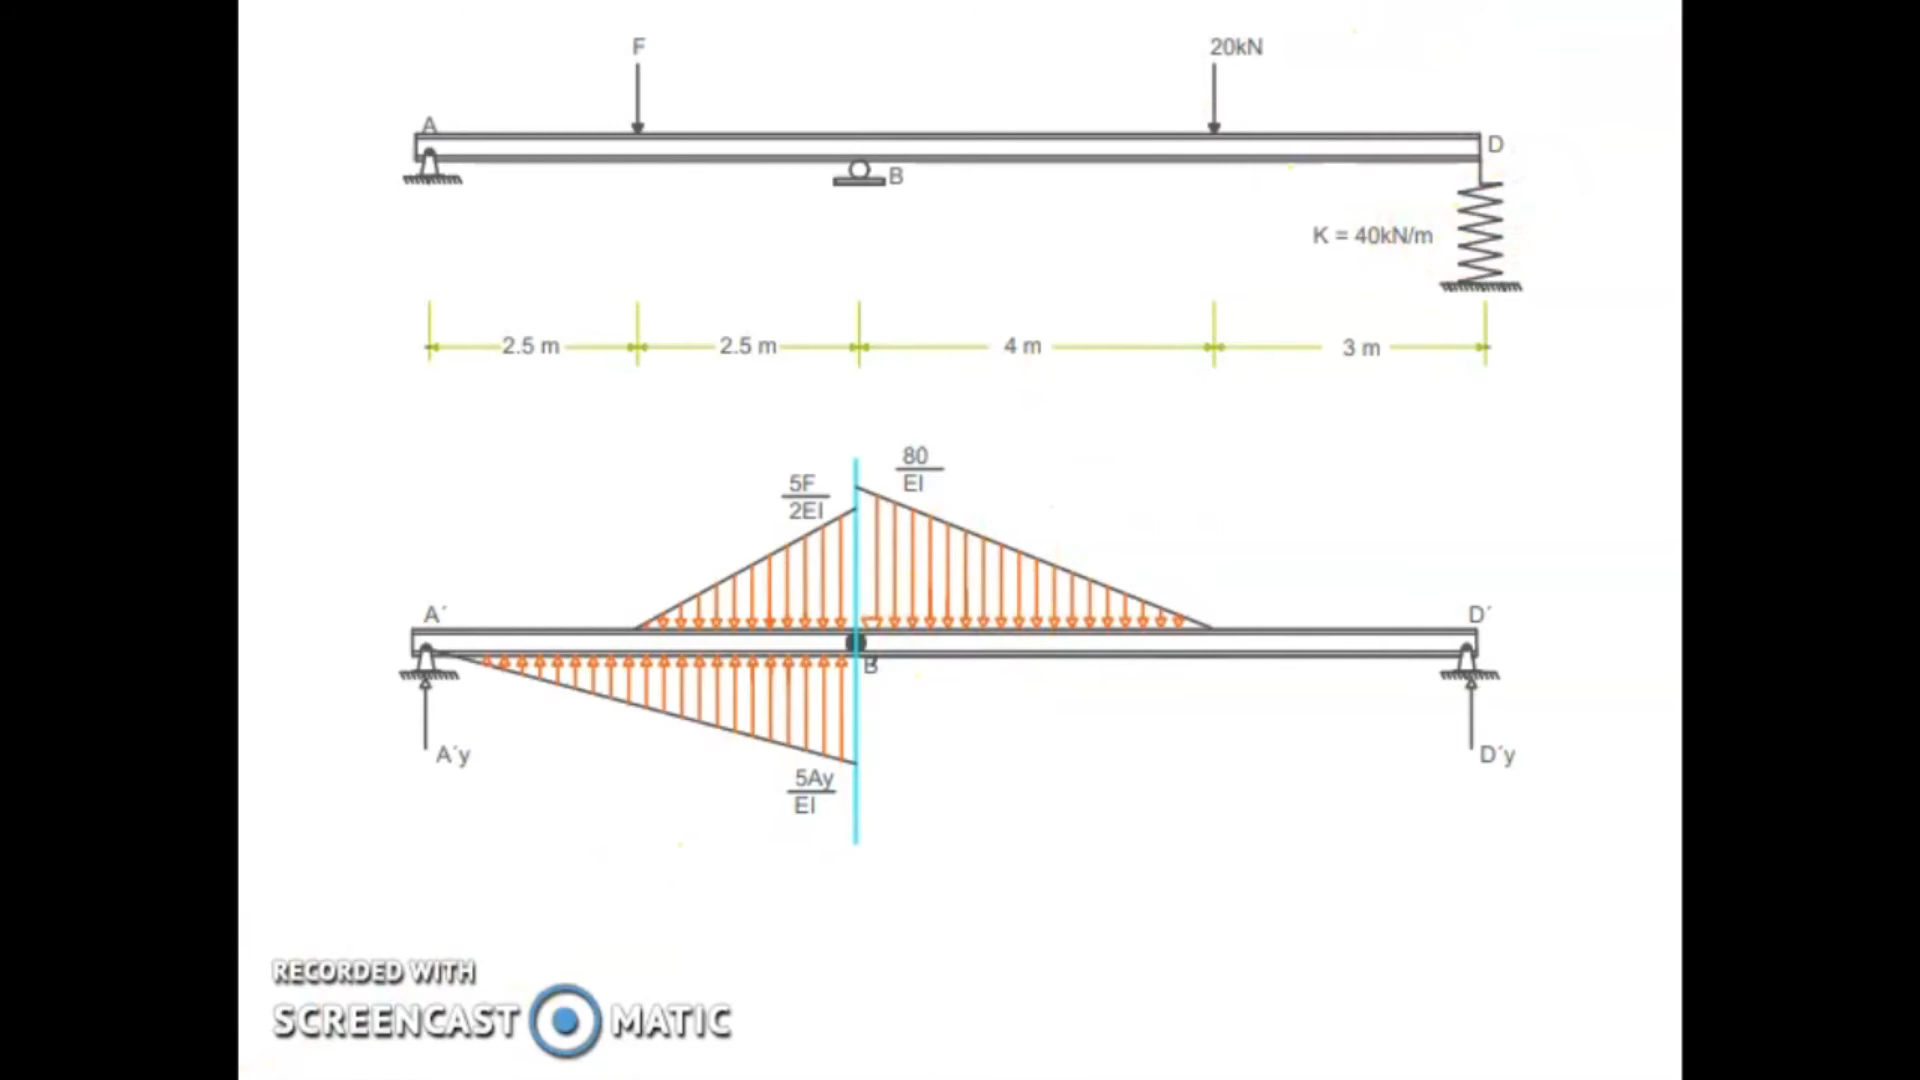 F
20kN
A
D
B
K = 40kN/m
2.5 m
2.5 m
4 m
3 m
80
EI
5F
2EI
A´
D´
B´
A´y
D´y
5Ay
EI
RECORDED WITH
SCREENCAST MATIC